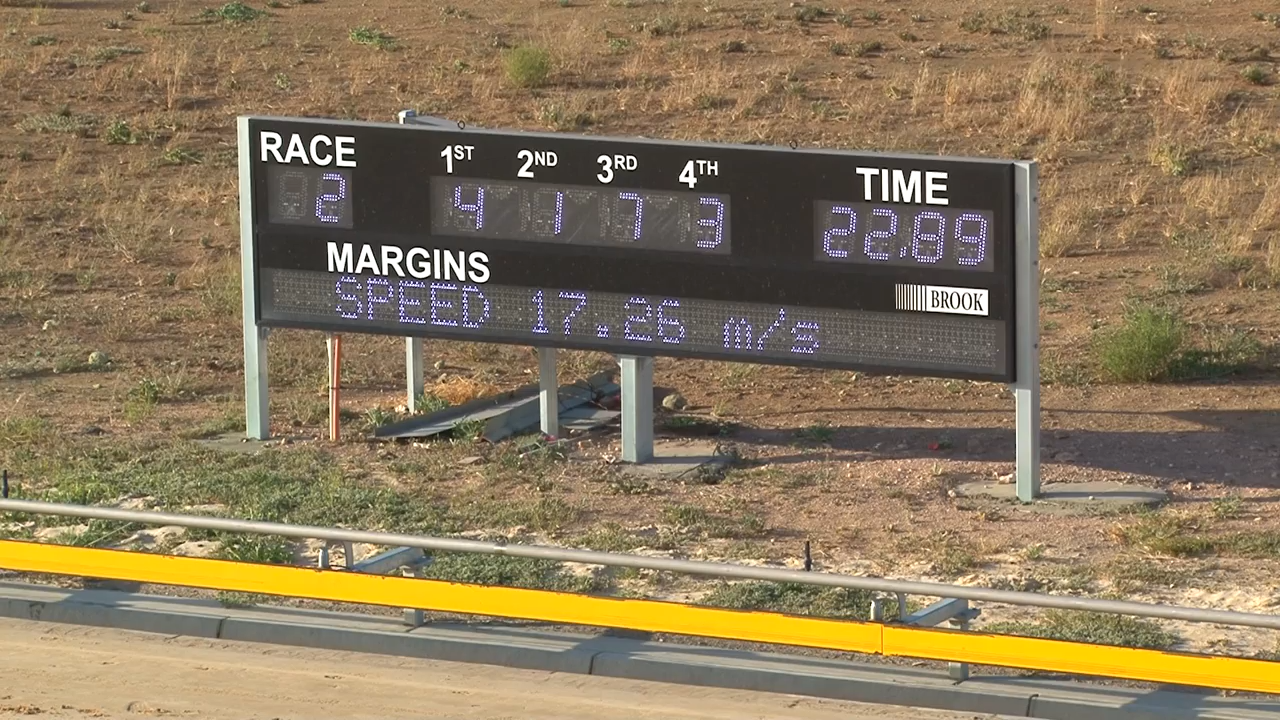 RACE 1ST 2ND 3RD 4TH TIME
2 4 1 7 3 22.89
MARGINS
BROOK
SPEED 17.26 m/s